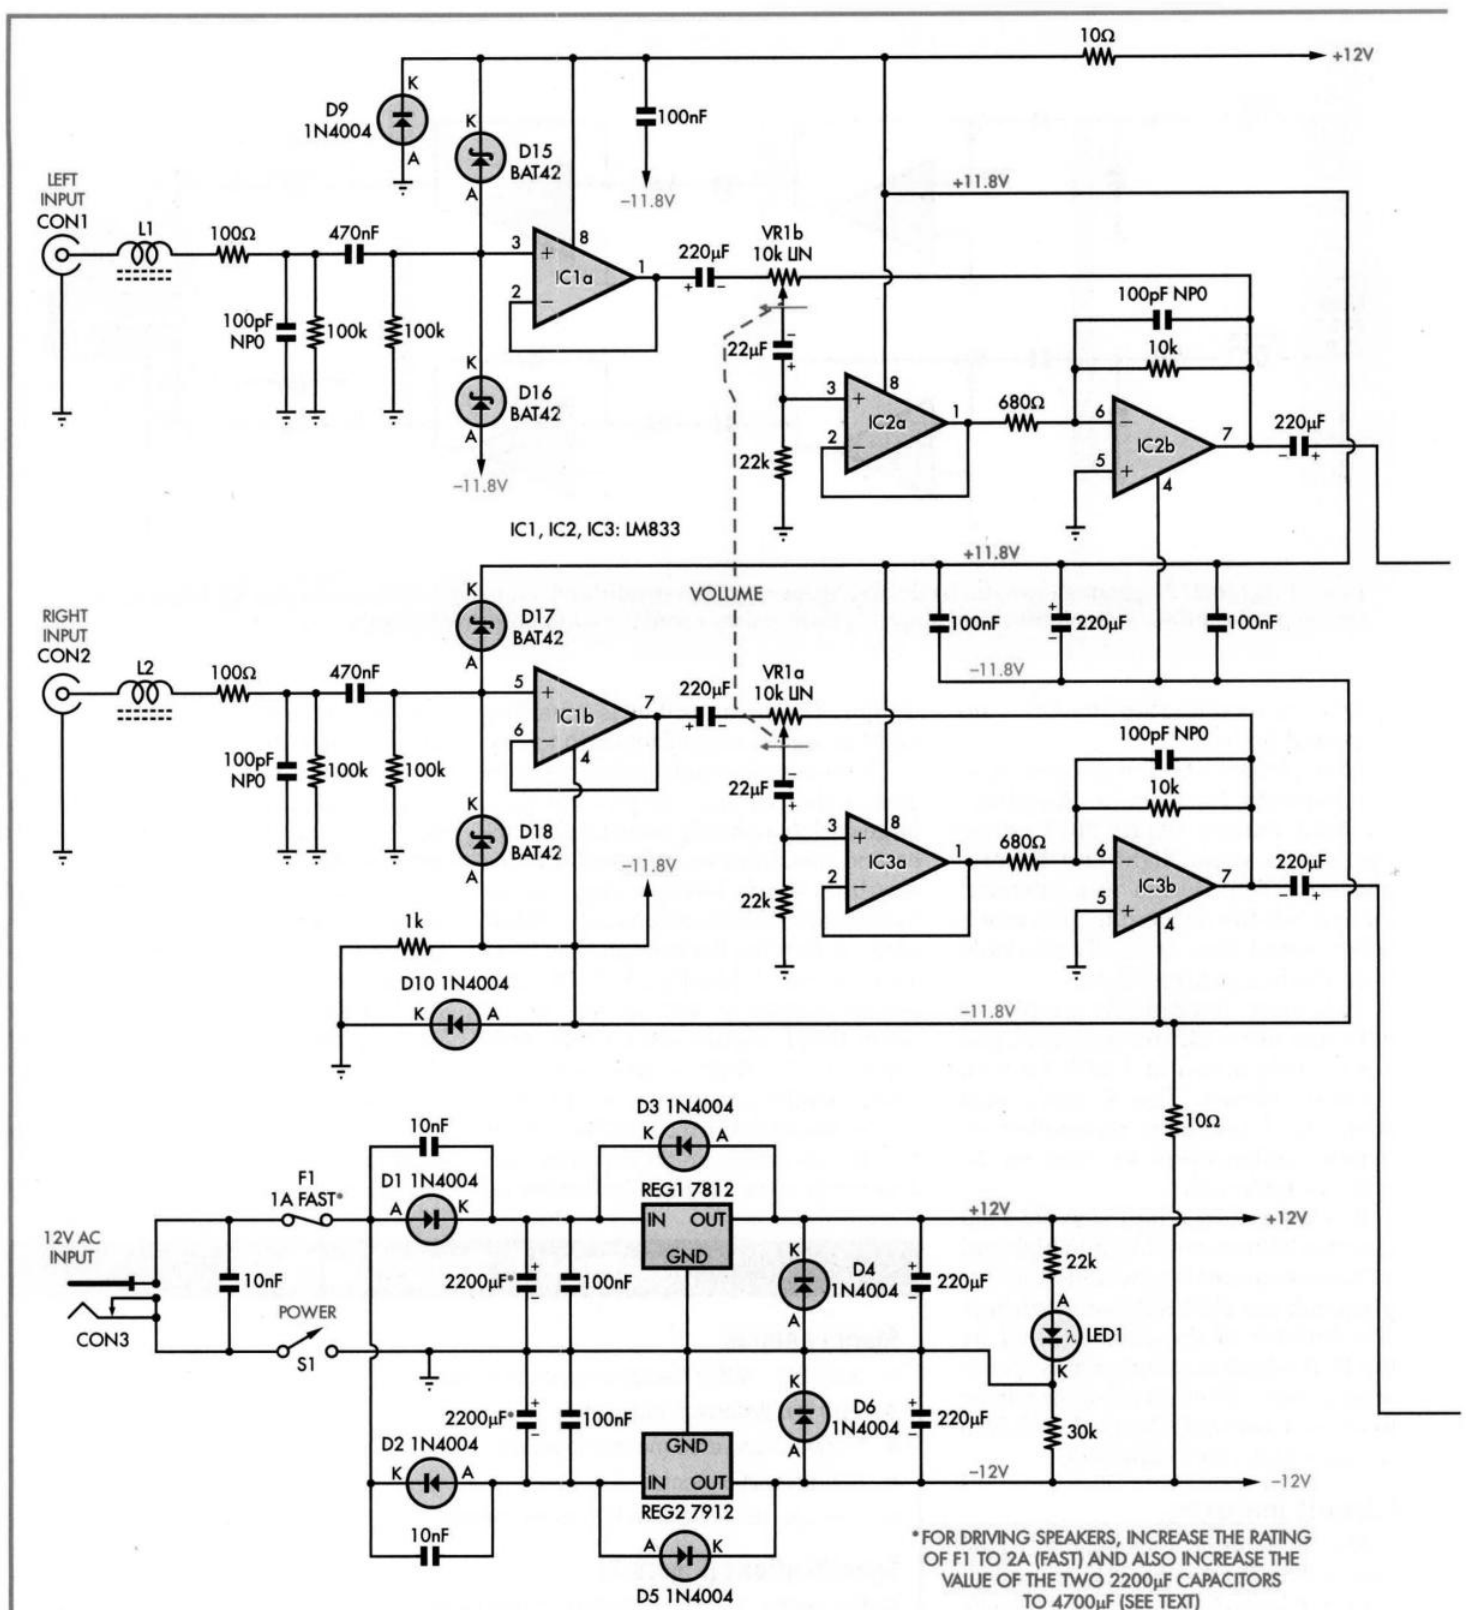 10Ω
+12V
K
D9
1N4004
A
K
D15
BAT42
A
100nF
−11.8V
+11.8V
LEFT
INPUT
CON1
L1
100Ω
470nF
100pF
NP0
100k
100k
3
+
8
IC1a
1
2
−
220µF
+
−
VR1b
10k LIN
−
22µF
+
K
D16
BAT42
A
−11.8V
3
+
8
IC2a
1
2
−
22k
680Ω
100pF NP0
10k
6
−
IC2b
7
5
+
4
220µF
−
+
IC1, IC2, IC3: LM833
+11.8V
VOLUME
K
D17
BAT42
A
100nF
+
220µF
−
100nF
−11.8V
RIGHT
INPUT
CON2
L2
100Ω
470nF
100pF
NP0
100k
100k
5
+
IC1b
7
6
−
4
220µF
+
−
VR1a
10k LIN
−
22µF
+
K
D18
BAT42
A
−11.8V
3
+
8
IC3a
1
2
−
22k
680Ω
100pF NP0
10k
6
−
IC3b
7
5
+
4
220µF
−
+
1k
D10 1N4004
K
A
−11.8V
10Ω
10nF
D1 1N4004
A
K
D3 1N4004
K
A
F1
1A FAST*
REG1 7812
IN
OUT
GND
+12V
+12V
12V AC
INPUT
CON3
10nF
POWER
S1
2200µF*
+
−
100nF
K
D4
1N4004
A
+
220µF
−
22k
A
λ
LED1
K
2200µF*
+
−
100nF
K
D6
1N4004
A
+
220µF
−
30k
D2 1N4004
K
A
GND
IN
OUT
REG2 7912
−12V
−12V
10nF
A
K
D5 1N4004
*FOR DRIVING SPEAKERS, INCREASE THE RATING
OF F1 TO 2A (FAST) AND ALSO INCREASE THE
VALUE OF THE TWO 2200µF CAPACITORS
TO 4700µF (SEE TEXT)